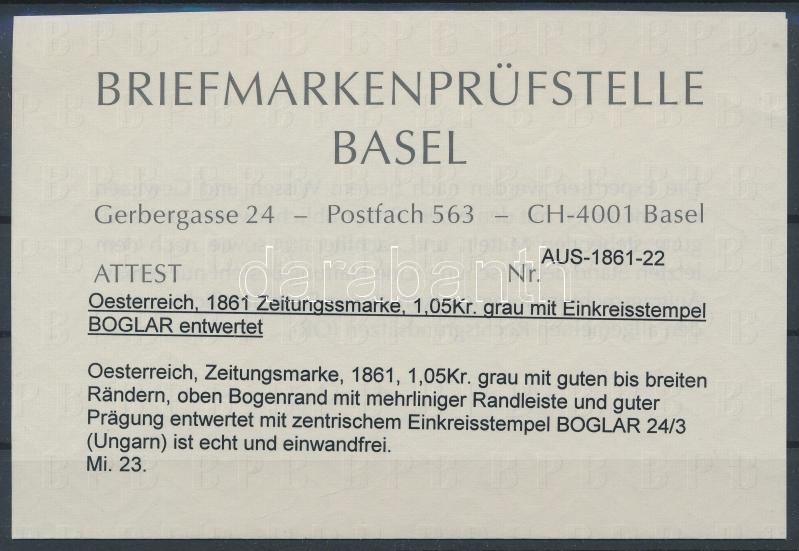 BRIEFMARKENPRÜFSTELLE
BASEL
Gerbergasse 24 – Postfach 563 – CH-4001 Basel
ATTEST Nr. AUS-1861-22
darabanth
Oesterreich, 1861 Zeitungssmarke, 1,05Kr. grau mit Einkreisstempel
BOGLAR entwertet
Oesterreich, Zeitungsmarke, 1861, 1,05Kr. grau mit guten bis breiten
Rändern, oben Bogenrand mit mehrliniger Randleiste und guter
Prägung entwertet mit zentrischem Einkreisstempel BOGLAR 24/3
(Ungarn) ist echt und einwandfrei.
Mi. 23.